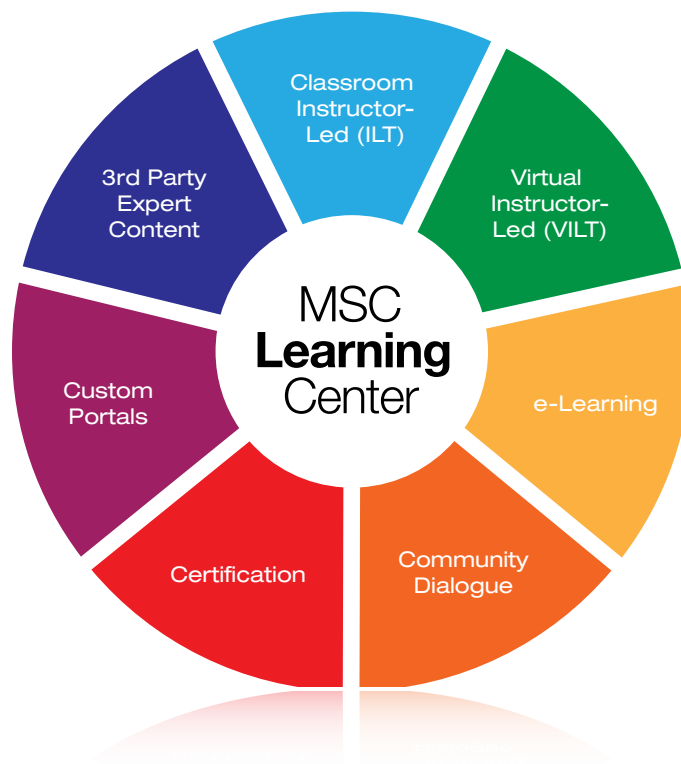 Classroom
Instructor-
Led (ILT)
Virtual
Instructor-
Led (VILT)
3rd Party
Expert
Content
MSC
Learning
Center
Custom
Portals
e-Learning
Certification
Community
Dialogue